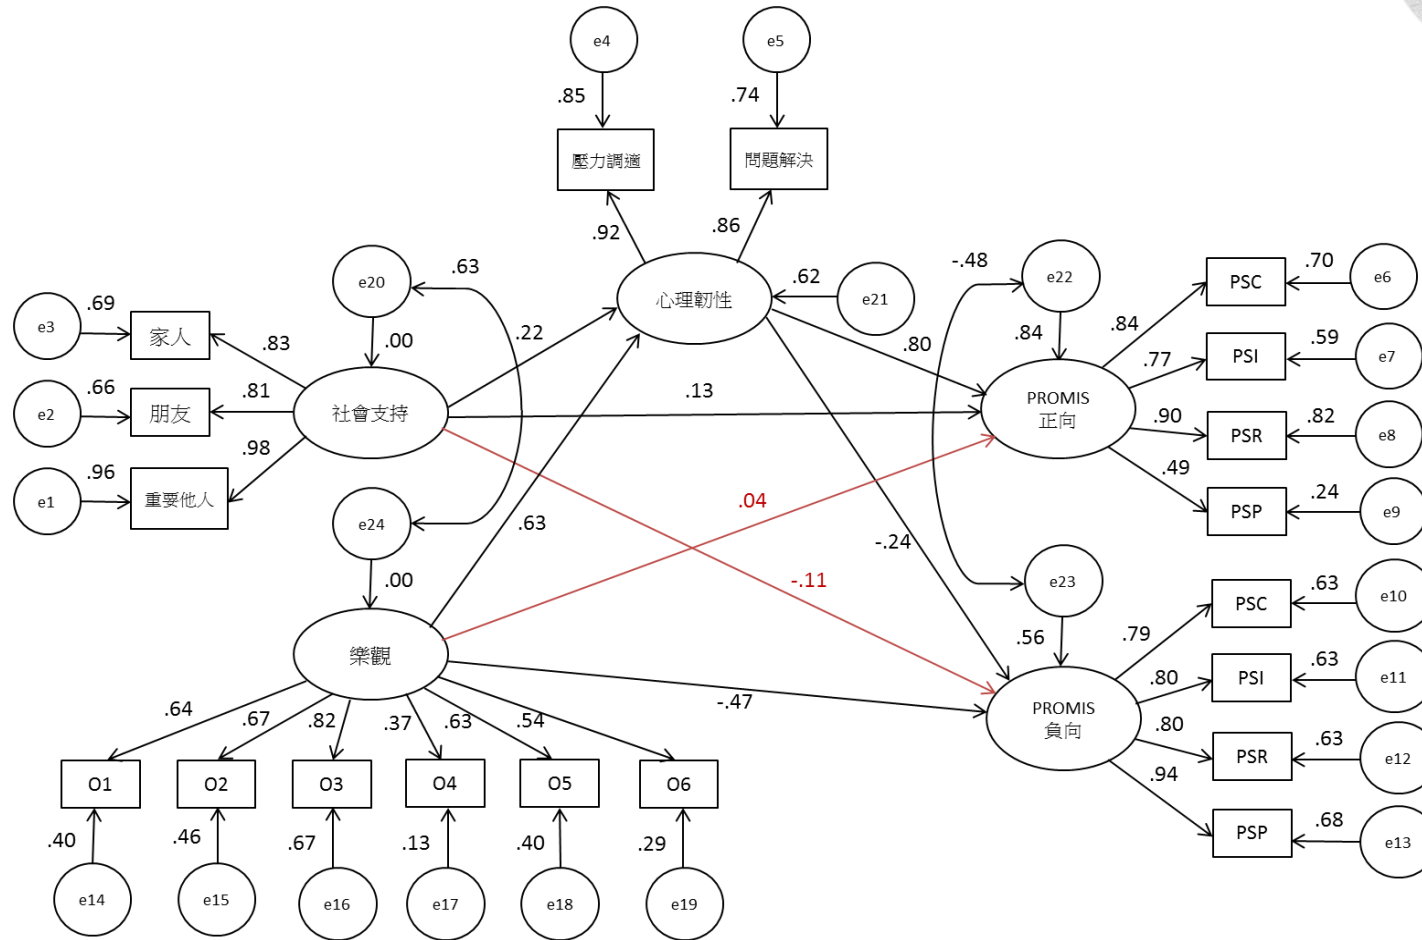 e4
e5
.85
.74
壓力調適
問題解決
.92
.86
e20
.63
心理韌性
.62
e21
-.48
e22
PSC
.70
e6
e3
.69
家人
.83
.00
.22
.80
.84
.84
.77
PSI
.59
e7
e2
.66
朋友
.81
社會支持
.13
PROMIS
正向
.90
PSR
.82
e8
e1
.96
重要他人
.98
.49
PSP
.24
e9
e24
.63
.04
-.24
.00
-.11
e23
PSC
.63
e10
樂觀
.56
.79
-.47
PROMIS
負向
.80
PSI
.63
e11
.80
PSR
.63
e12
.94
PSP
.68
e13
.64
.67
.82
.37
.63
.54
O1
O2
O3
O4
O5
O6
.40
.46
.67
.13
.40
.29
e14
e15
e16
e17
e18
e19